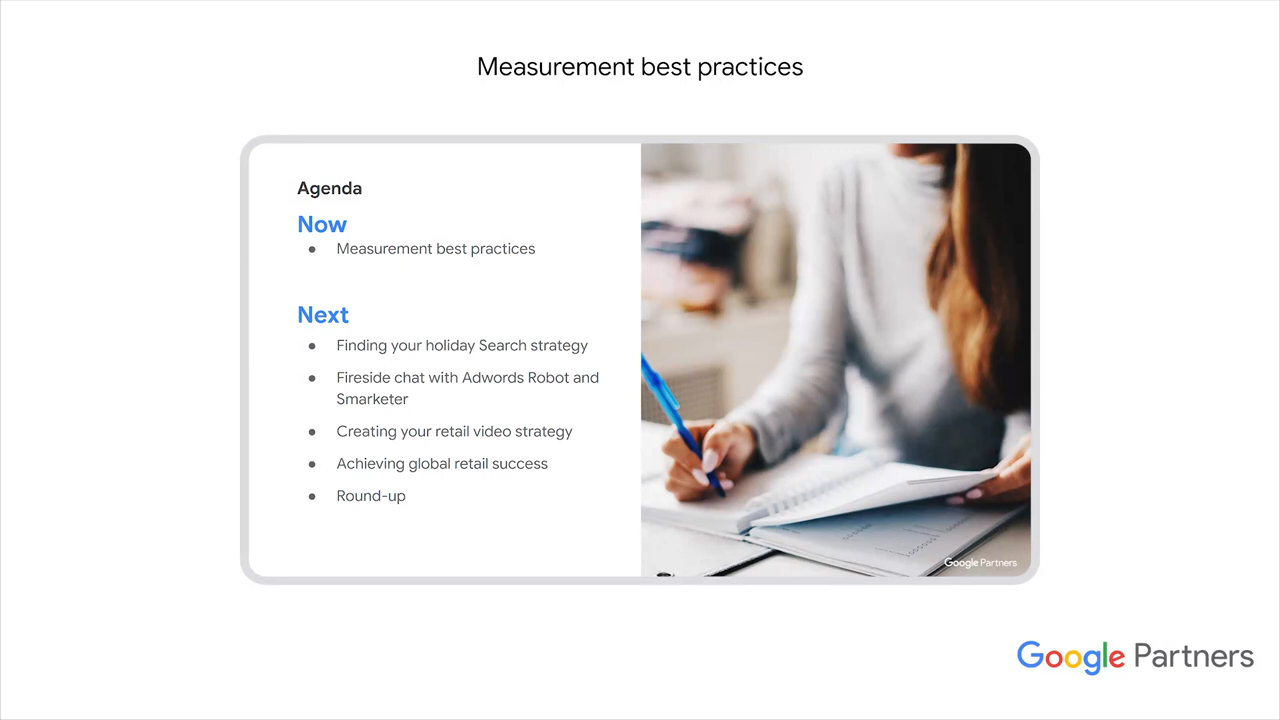 Measurement best practices
Agenda
Now
● Measurement best practices
Next
● Finding your holiday Search strategy
● Fireside chat with Adwords Robot and
Smarketer
● Creating your retail video strategy
● Achieving global retail success
● Round-up
Google Partners
Google Partners